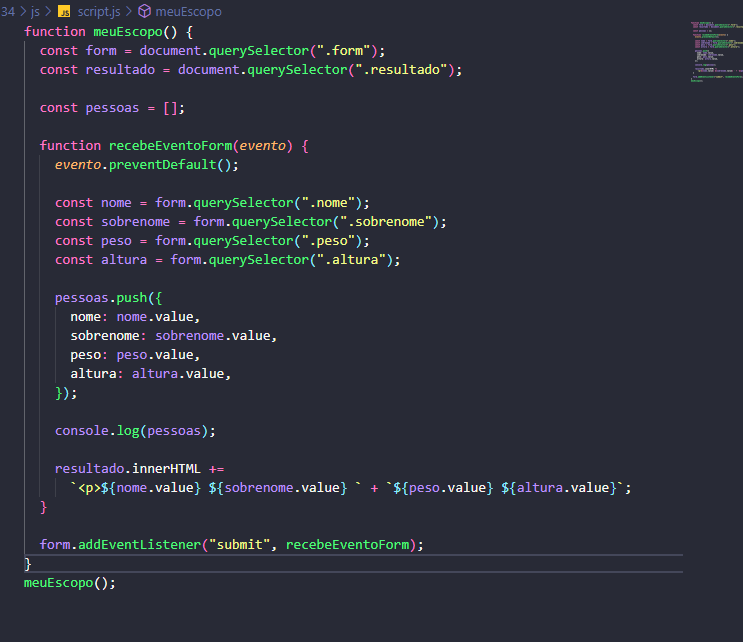 34 > js > JS script.js > meuEscopo
function meuEscopo() {
  const form = document.querySelector(".form");
  const resultado = document.querySelector(".resultado");

  const pessoas = [];

  function recebeEventoForm(evento) {
    evento.preventDefault();

    const nome = form.querySelector(".nome");
    const sobrenome = form.querySelector(".sobrenome");
    const peso = form.querySelector(".peso");
    const altura = form.querySelector(".altura");

    pessoas.push({
      nome: nome.value,
      sobrenome: sobrenome.value,
      peso: peso.value,
      altura: altura.value,
    });

    console.log(pessoas);

    resultado.innerHTML +=
      `<p>${nome.value} ${sobrenome.value} ` + `${peso.value} ${altura.value}`;
  }

  form.addEventListener("submit", recebeEventoForm);
}
meuEscopo();